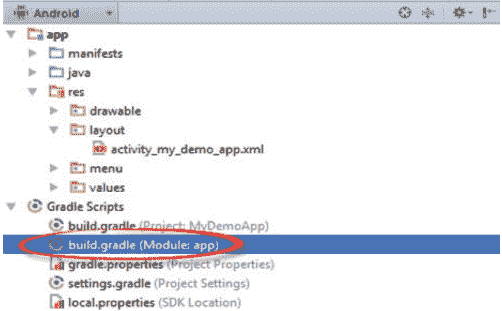 Android
app
manifests
java
res
drawable
layout
activity_my_demo_app.xml
menu
values
Gradle Scripts
build.gradle (Project: MyDemoApp)
build.gradle (Module: app)
gradle.properties (Project Properties)
settings.gradle (Project Settings)
local.properties (SDK Location)